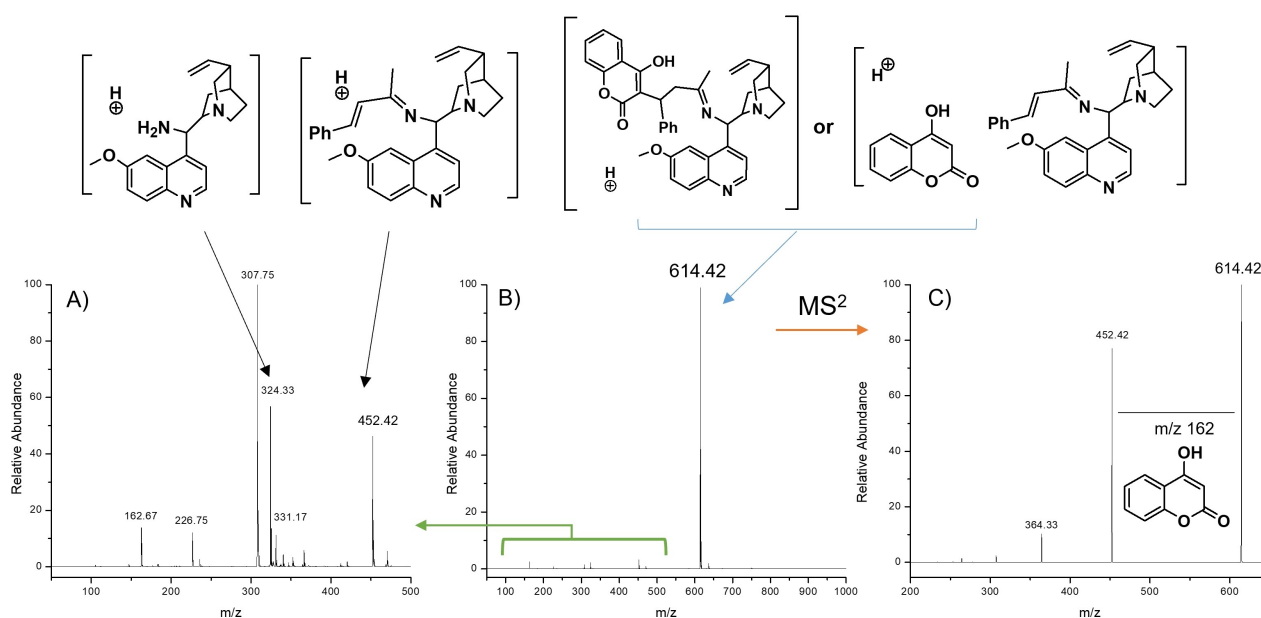 H
⊕
H2N
N
O
N
H
⊕
Ph
N
N
O
N
OH
O
O
Ph
N
N
O
H
⊕
N
or
H
⊕
OH
O
O
Ph
N
N
O
N
A)
307.75
324.33
452.42
162.67
226.75
331.17
Relative Abundance
100
80
60
40
20
0
100 200 300 400 500
m/z
B)
614.42
Relative Abundance
100
80
60
40
20
0
100 200 300 400 500 600 700 800 900 1000
m/z
MS²
C)
614.42
452.42
364.33
m/z 162
OH
O
O
Relative Abundance
100
80
60
40
20
0
200 300 400 500 600
m/z